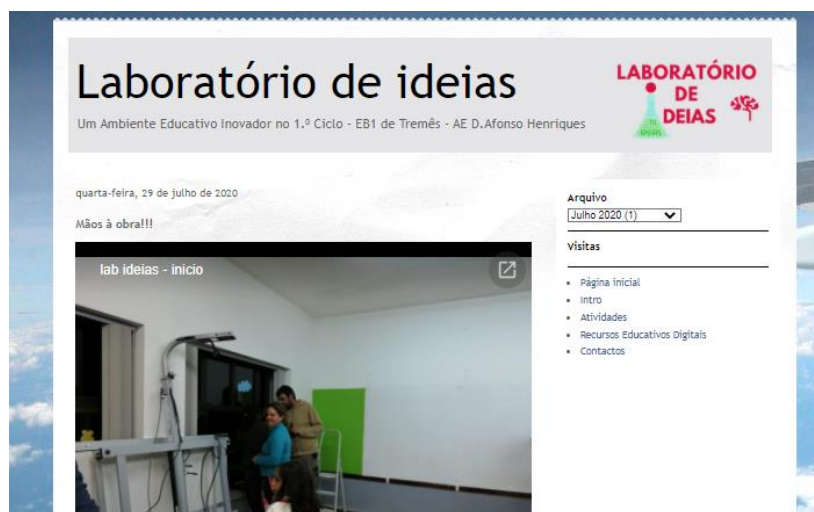 Laboratório de ideias
Um Ambiente Educativo Inovador no 1.º Ciclo - EB1 de Tremês - AE D.Afonso Henriques
LABORATÓRIO
DE
DEIAS
quarta-feira, 29 de julho de 2020
Mãos à obra!!!
lab ideias - inicio
Arquivo
Julho 2020 (1)
Visitas
Página inicial
Intro
Atividades
Recursos Educativos Digitais
Contactos